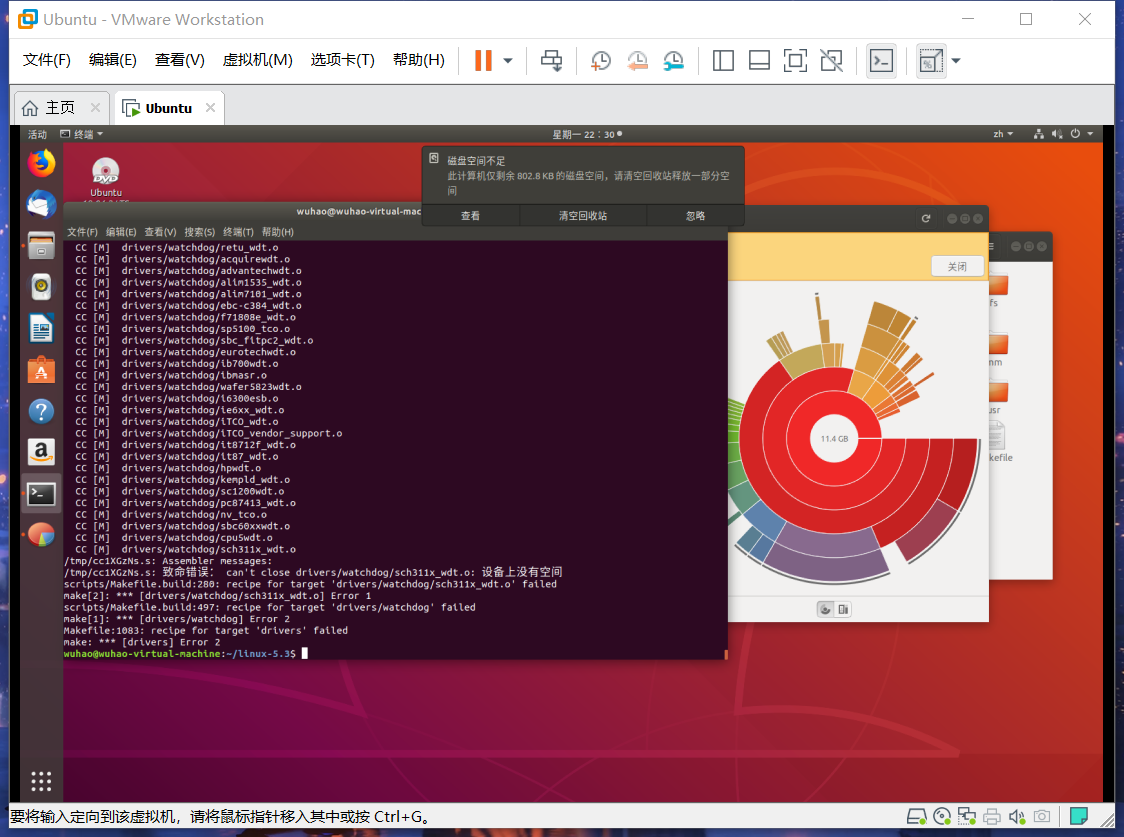 Ubuntu - VMware Workstation
文件(F) 编辑(E) 查看(V) 虚拟机(M) 选项卡(T) 帮助(H)
主页 Ubuntu
活动 终端 星期一 22：30 zh
磁盘空间不足
此计算机仅剩余 802.8 KB 的磁盘空间，请清空回收站释放一部分空
间
查看 清空回收站 忽略
DVD
Ubuntu
wuhao@wuhao-virtual-mac
文件(F) 编辑(E) 查看(V) 搜索(S) 终端(T) 帮助(H)
CC [M] drivers/watchdog/retu_wdt.o
CC [M] drivers/watchdog/acquirewdt.o
CC [M] drivers/watchdog/advantechwdt.o
CC [M] drivers/watchdog/alim1535_wdt.o
CC [M] drivers/watchdog/alim7101_wdt.o
CC [M] drivers/watchdog/ebc-c384_wdt.o
CC [M] drivers/watchdog/f71808e_wdt.o
CC [M] drivers/watchdog/sp5100_tco.o
CC [M] drivers/watchdog/sbc_fitpc2_wdt.o
CC [M] drivers/watchdog/eurotechwdt.o
CC [M] drivers/watchdog/ib700wdt.o
CC [M] drivers/watchdog/ibmasr.o
CC [M] drivers/watchdog/wafer5823wdt.o
CC [M] drivers/watchdog/i6300esb.o
CC [M] drivers/watchdog/ie6xx_wdt.o
CC [M] drivers/watchdog/iTCO_wdt.o
CC [M] drivers/watchdog/iTCO_vendor_support.o
CC [M] drivers/watchdog/it8712f_wdt.o
CC [M] drivers/watchdog/it87_wdt.o
CC [M] drivers/watchdog/hpwdt.o
CC [M] drivers/watchdog/kempld_wdt.o
CC [M] drivers/watchdog/sc1200wdt.o
CC [M] drivers/watchdog/pc87413_wdt.o
CC [M] drivers/watchdog/nv_tco.o
CC [M] drivers/watchdog/sbc60xxwdt.o
CC [M] drivers/watchdog/cpu5wdt.o
CC [M] drivers/watchdog/sch311x_wdt.o
/tmp/cc1XGzNs.s: Assembler messages:
/tmp/cc1XGzNs.s: 致命错误： can't close drivers/watchdog/sch311x_wdt.o: 设备上没有空间
scripts/Makefile.build:280: recipe for target 'drivers/watchdog/sch311x_wdt.o' failed
make[2]: *** [drivers/watchdog/sch311x_wdt.o] Error 1
scripts/Makefile.build:497: recipe for target 'drivers/watchdog' failed
make[1]: *** [drivers/watchdog] Error 2
Makefile:1083: recipe for target 'drivers' failed
make: *** [drivers] Error 2
wuhao@wuhao-virtual-machine:~/linux-5.3$
关闭
11.4 GB
fs
nm
usr
kefile
要将输入定向到该虚拟机，请将鼠标指针移入其中或按 Ctrl+G。